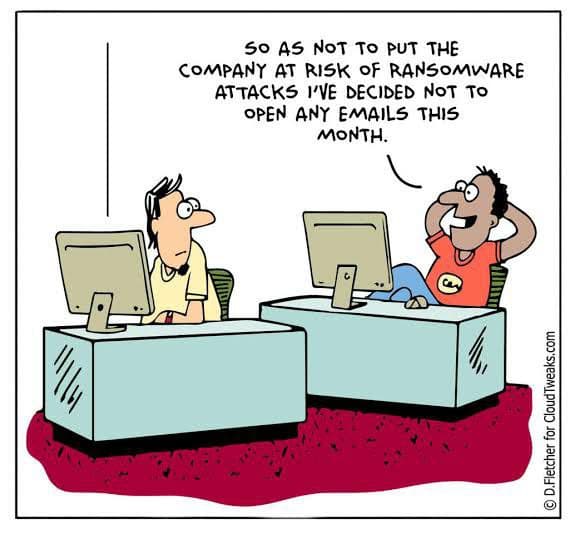 SO AS NOT TO PUT THE
COMPANY AT RISK OF RANSOMWARE
ATTACKS I'VE DECIDED NOT TO
OPEN ANY EMAILS THIS
MONTH.
© D.Fletcher for CloudTweaks.com